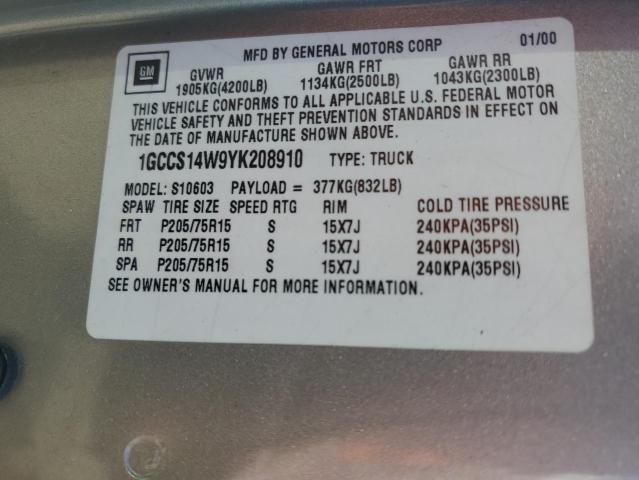 GM
MFD BY GENERAL MOTORS CORP 01/00
GVWR GAWR FRT GAWR RR
1905KG(4200LB) 1134KG(2500LB) 1043KG(2300LB)
THIS VEHICLE CONFORMS TO ALL APPLICABLE U.S. FEDERAL MOTOR
VEHICLE SAFETY AND THEFT PREVENTION STANDARDS IN EFFECT ON
THE DATE OF MANUFACTURE SHOWN ABOVE.
1GCCS14W9YK208910 TYPE: TRUCK
MODEL: S10603 PAYLOAD = 377KG(832LB)
SPAW TIRE SIZE SPEED RTG RIM COLD TIRE PRESSURE
FRT P205/75R15 S 15X7J 240KPA(35PSI)
RR P205/75R15 S 15X7J 240KPA(35PSI)
SPA P205/75R15 S 15X7J 240KPA(35PSI)
SEE OWNER'S MANUAL FOR MORE INFORMATION.